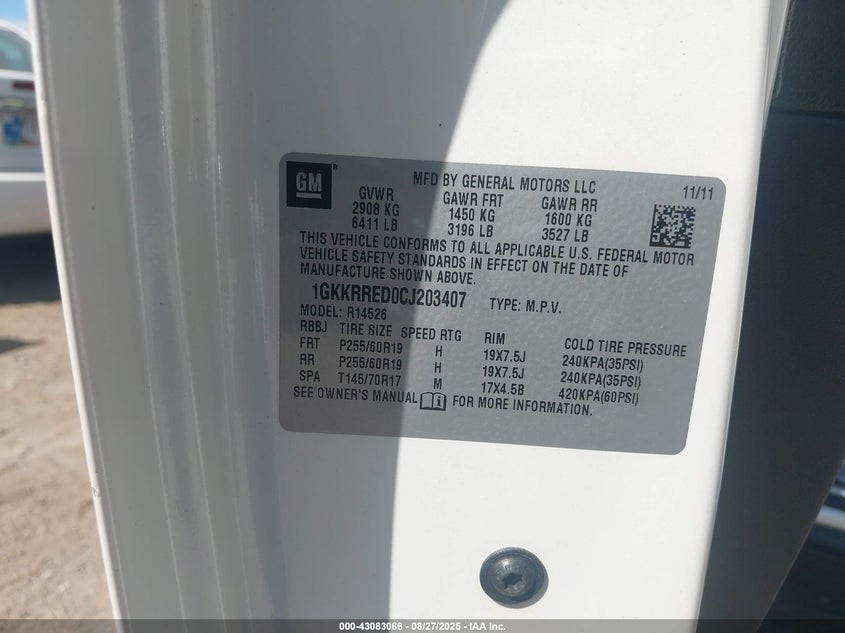 GM ®
MFD BY GENERAL MOTORS LLC 11/11
GVWR GAWR FRT GAWR RR
2908 KG 1450 KG 1600 KG
6411 LB 3196 LB 3527 LB
THIS VEHICLE CONFORMS TO ALL APPLICABLE U.S. FEDERAL MOTOR
VEHICLE SAFETY STANDARDS IN EFFECT ON THE DATE OF
MANUFACTURE SHOWN ABOVE.
1GKKRRED0CJ203407 TYPE: M.P.V.
MODEL: R14526
RBBJ TIRE SIZE SPEED RTG RIM COLD TIRE PRESSURE
FRT P255/60R19 H 19X7.5J 240KPA(35PSI)
RR P255/60R19 H 19X7.5J 240KPA(35PSI)
SPA T145/70R17 M 17X4.5B 420KPA(60PSI)
SEE OWNER'S MANUAL FOR MORE INFORMATION.
000-43083088 - 08/27/2025 - IAA Inc.